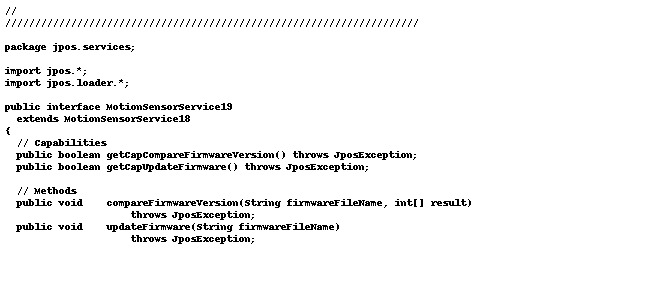 //
/////////////////////////////////////////////////////////////////////
package jpos.services;
import jpos.*;
import jpos.loader.*;
public interface MotionSensorService19
extends MotionSensorService18
{
// Capabilities
public boolean getCapCompareFirmwareVersion() throws JposException;
public boolean getCapUpdateFirmware() throws JposException;
// Methods
public void    compareFirmwareVersion(String firmwareFileName, int[] result)
throws JposException;
public void    updateFirmware(String firmwareFileName)
throws JposException;